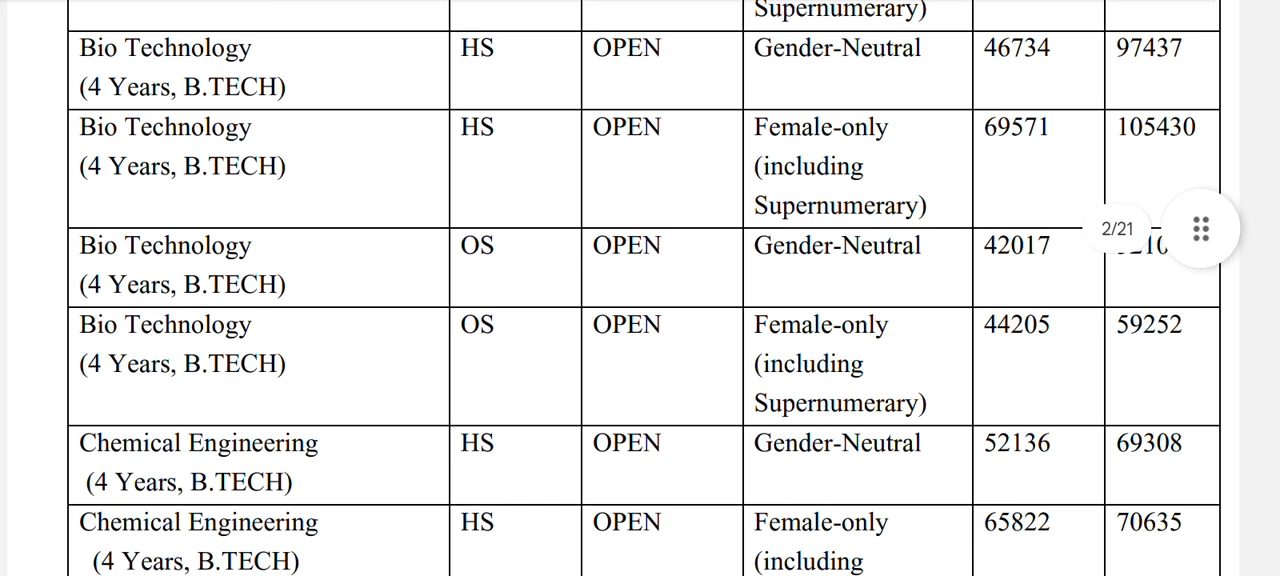 Supernumerary)
Bio Technology HS OPEN Gender-Neutral 46734 97437
(4 Years, B.TECH)
Bio Technology HS OPEN Female-only 69571 105430
(4 Years, B.TECH) (including
Supernumerary)
2/21
Bio Technology OS OPEN Gender-Neutral 42017
(4 Years, B.TECH)
Bio Technology OS OPEN Female-only 44205 59252
(4 Years, B.TECH) (including
Supernumerary)
Chemical Engineering HS OPEN Gender-Neutral 52136 69308
(4 Years, B.TECH)
Chemical Engineering HS OPEN Female-only 65822 70635
(4 Years, B.TECH) (including